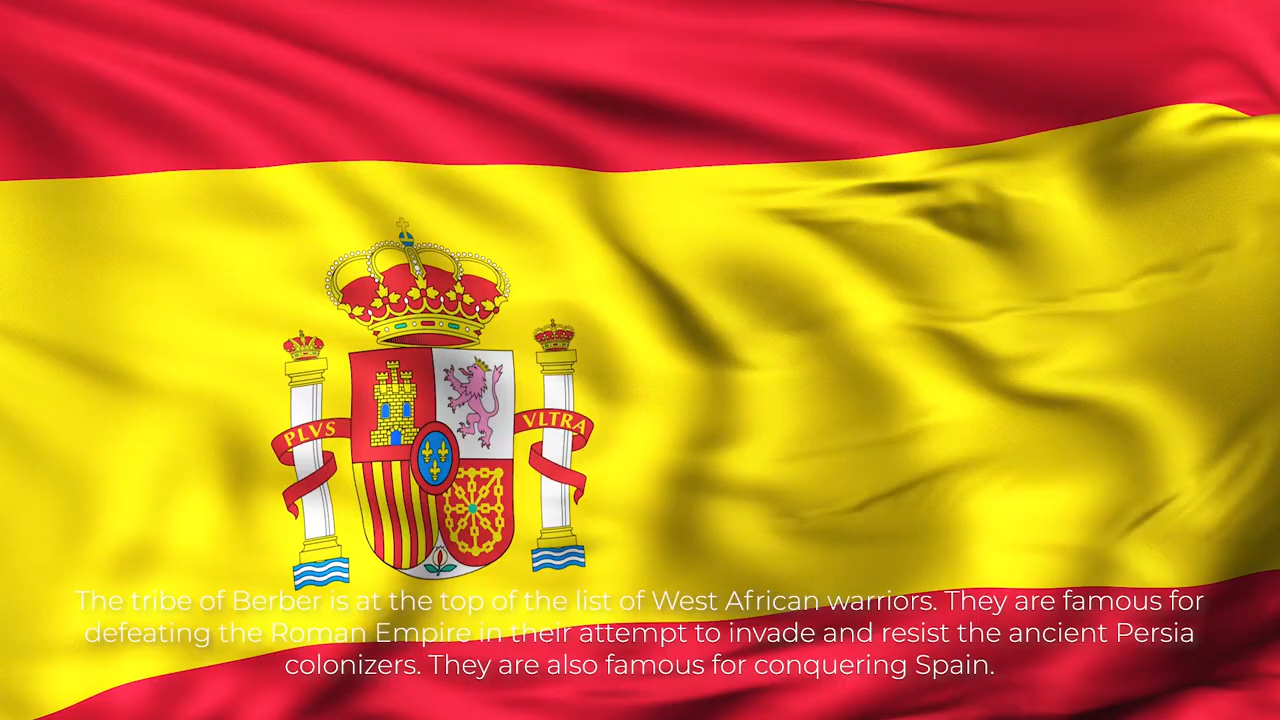 PLVS
VLTRA
The tribe of Berber is at the top of the list of West African warriors. They are famous for
defeating the Roman Empire in their attempt to invade and resist the ancient Persia
colonizers. They are also famous for conquering Spain.